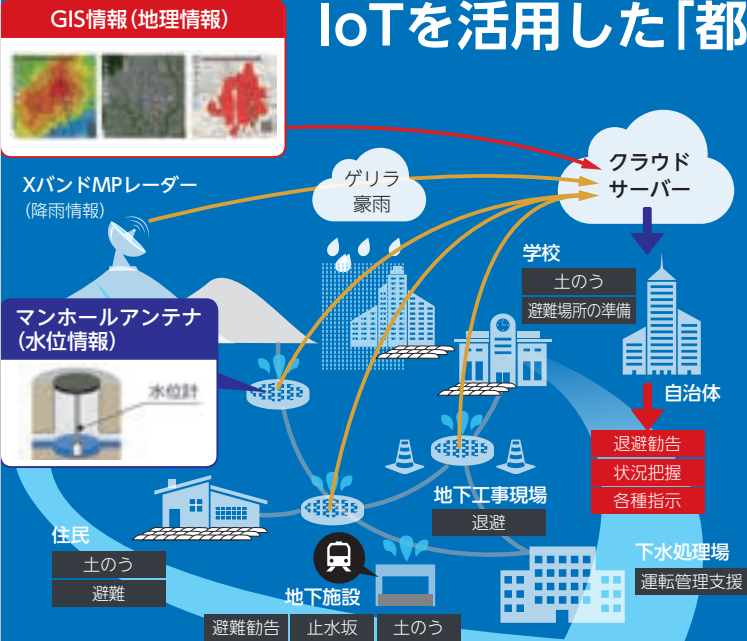 IoTを活用した「都
GIS情報（地理情報）
XバンドMPレーダー
（降雨情報）
ゲリラ
豪雨
クラウド
サーバー
マンホールアンテナ
（水位情報）
水位計
学校
土のう
避難場所の準備
自治体
退避勧告
状況把握
各種指示
地下工事現場
退避
住民
土のう
避難
地下施設
避難勧告
止水坂
土のう
下水処理場
運転管理支援